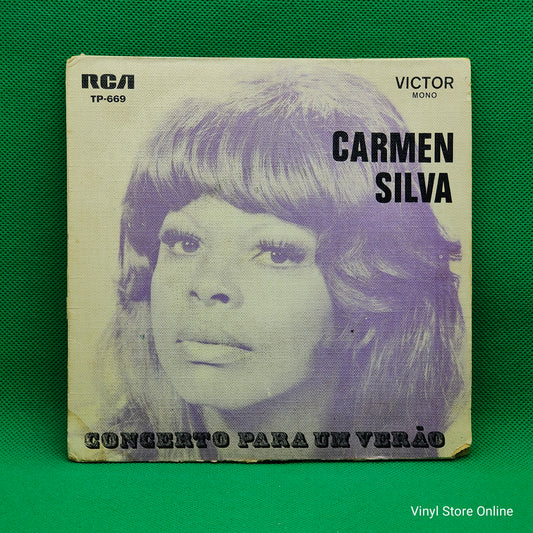 RCA
TP-669
VICTOR
MONO
CARMEN
SILVA
CONCERTO PARA UM VERÃO
Vinyl Store Online